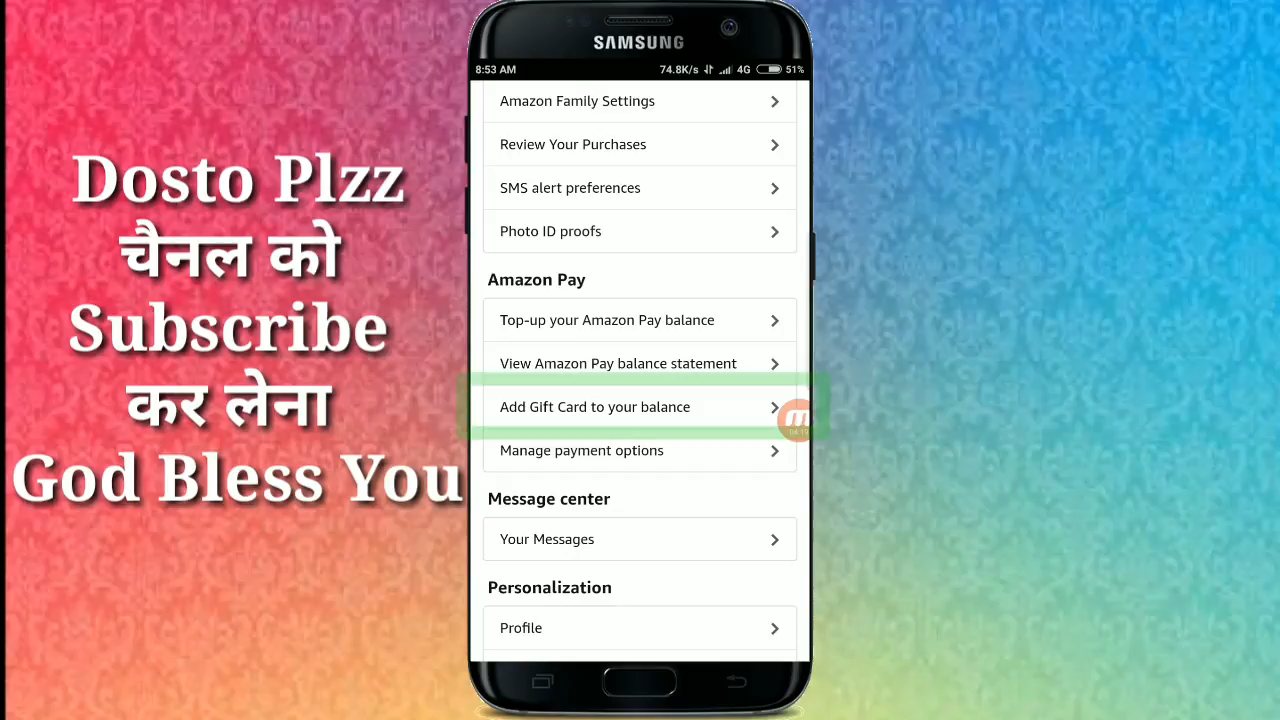 Dosto Plzz
चैनल को
Subscribe
कर लेना
God Bless You
SAMSUNG
8:53 AM 74.8K/s 4G 51%
Amazon Family Settings
Review Your Purchases
SMS alert preferences
Photo ID proofs
Amazon Pay
Top-up your Amazon Pay balance
View Amazon Pay balance statement
Add Gift Card to your balance
Manage payment options
Message center
Your Messages
Personalization
Profile